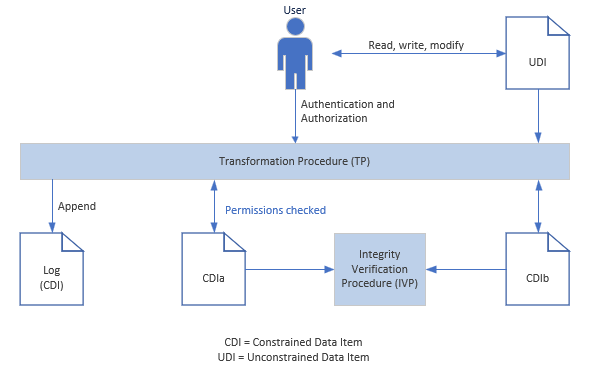 User
Read, write, modify
UDI
Authentication and
Authorization
Transformation Procedure (TP)
Append
Permissions checked
Log
(CDI)
CDIa
Integrity
Verification
Procedure (IVP)
CDIb
CDI = Constrained Data Item
UDI = Unconstrained Data Item